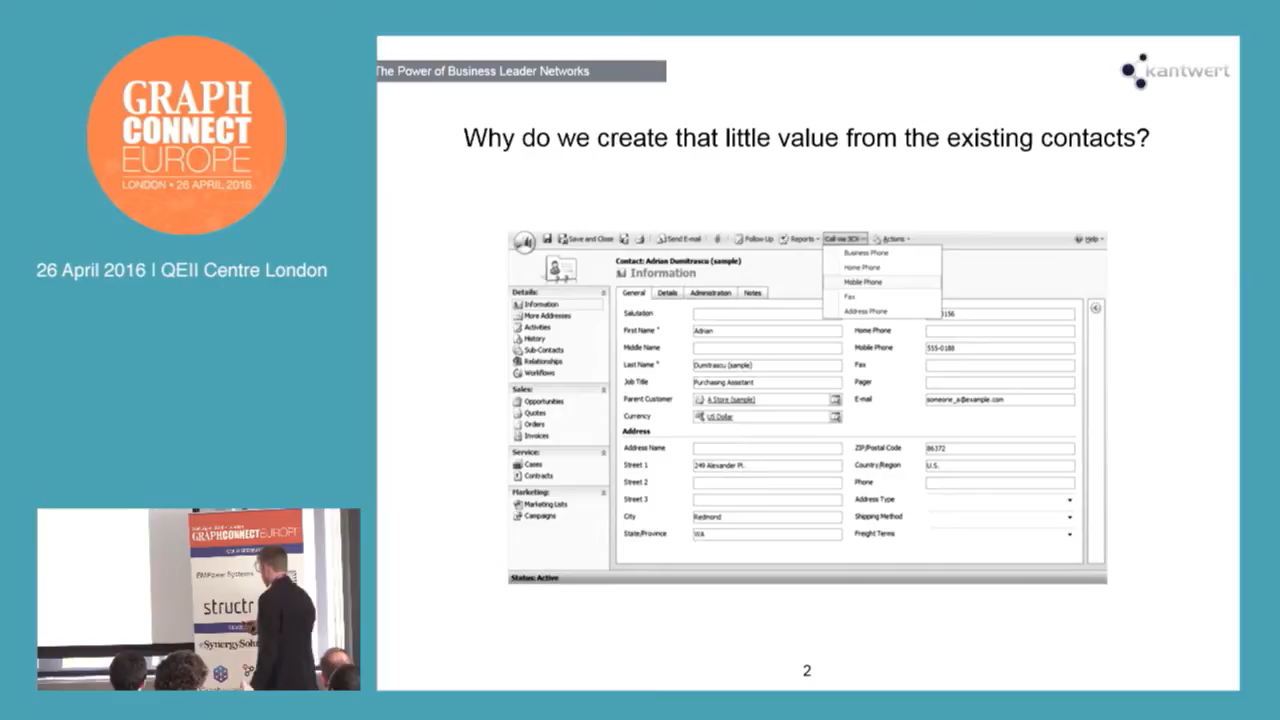 GRAPH
CONNECT
EUROPE
LONDON • 26 APRIL 2016
26 April 2016 I QEII Centre London
The Power of Business Leader Networks
kantwert
Why do we create that little value from the existing contacts?
Save and Close
Send E-mail
Follow Up
Reports
Actions
Help
Contact: Adrian Dumitrascu (sample)
Information
Business Phone
Home Phone
Mobile Phone
Fax
Address Phone
Details:
Information
More Addresses
Activities
History
Sub-Contacts
Relationships
Workflows
Sales:
Opportunities
Quotes
Orders
Invoices
Service:
Cases
Contracts
Marketing:
Marketing Lists
Campaigns
General Details Administration Notes
Salutation
First Name * Adrian Home Phone
Middle Name Mobile Phone 555-0188
Last Name * Dumitrascu (sample) Fax
Job Title Purchasing Assistant Pager
Parent Customer A Store (sample) E-mail someone_a@example.com
Currency US Dollar
Address
Address Name ZIP/Postal Code 86372
Street 1 249 Alexander Pl. Country/Region U.S.
Street 2 Phone
Street 3 Address Type
City Redmond Shipping Method
State/Province WA Freight Terms
Status: Active
2
GRAPHCONNECT EUROPE
structr